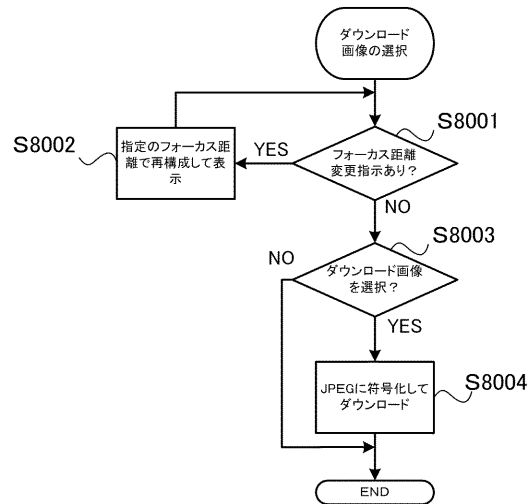 ダウンロード
画像の選択
S8001
フォーカス距離
変更指示あり？
YES
S8002
指定のフォーカス距
離で再構成して表
示
NO
S8003
ダウンロード画像
を選択？
NO
YES
S8004
JPEGに符号化して
ダウンロード
END